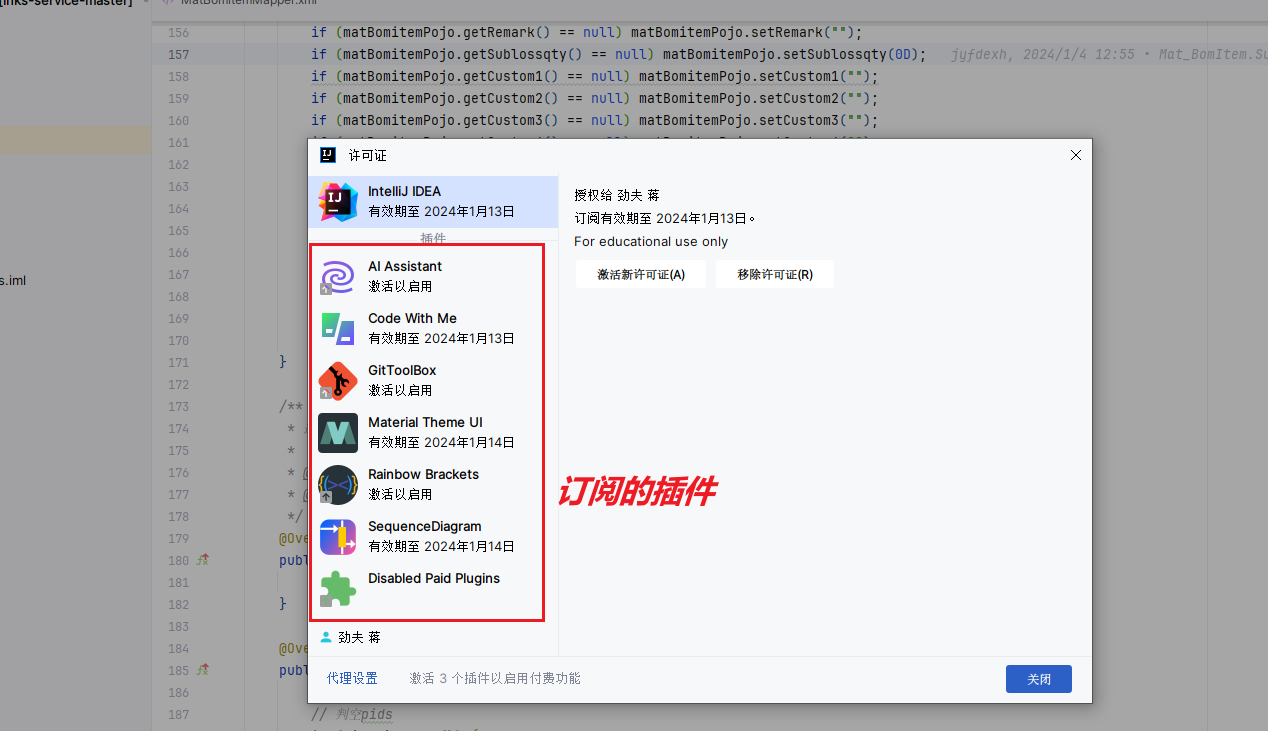 [inks-service-master]
MatBomitemMapper.xml
156 if (matBomitemPojo.getRemark() == null) matBomitemPojo.setRemark("");
157 if (matBomitemPojo.getSublossqty() == null) matBomitemPojo.setSublossqty(0D); jyfdexh, 2024/1/4 12:55 • Mat_BomItem.Su
158 if (matBomitemPojo.getCustom1() == null) matBomitemPojo.setCustom1("");
159 if (matBomitemPojo.getCustom2() == null) matBomitemPojo.setCustom2("");
160 if (matBomitemPojo.getCustom3() == null) matBomitemPojo.setCustom3("");
161
162
163
164
165
166
167
168
169
170
171 }
172
173 /**
174 *
175 *
176 *
177 *
178 */
179 @Ove
180 publ
181
182 }
183
184 @Ove
185 publ
186
187 // 判空pids
s.iml
许可证
IntelliJ IDEA
有效期至 2024年1月13日
插件
AI Assistant
激活以启用
Code With Me
有效期至 2024年1月13日
GitToolBox
激活以启用
Material Theme UI
有效期至 2024年1月14日
Rainbow Brackets
激活以启用
SequenceDiagram
有效期至 2024年1月14日
Disabled Paid Plugins
劲夫 蒋
授权给 劲夫 蒋
订阅有效期至 2024年1月13日。
For educational use only
激活新许可证(A) 移除许可证(R)
订阅的插件
代理设置 激活 3 个插件以启用付费功能
关闭